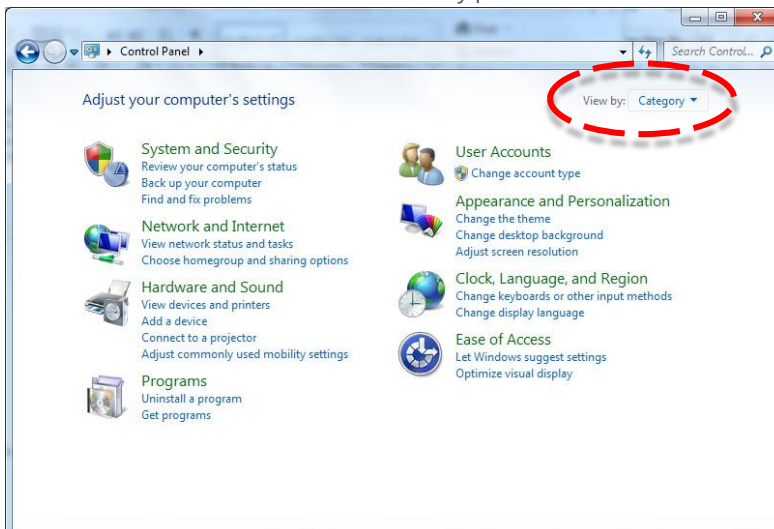 Control Panel
Search Control...
Adjust your computer's settings
View by: Category
System and Security
Review your computer's status
Back up your computer
Find and fix problems
Network and Internet
View network status and tasks
Choose homegroup and sharing options
Hardware and Sound
View devices and printers
Add a device
Connect to a projector
Adjust commonly used mobility settings
Programs
Uninstall a program
Get programs
User Accounts
Change account type
Appearance and Personalization
Change the theme
Change desktop background
Adjust screen resolution
Clock, Language, and Region
Change keyboards or other input methods
Change display language
Ease of Access
Let Windows suggest settings
Optimize visual display